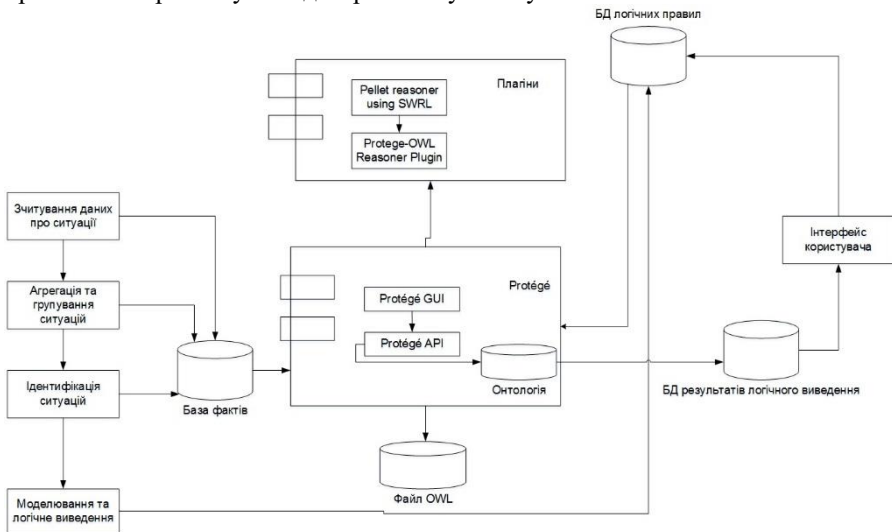 БД логічних правил
Плагіни
Pellet reasoner
using SWRL
Protege-OWL
Reasoner Plugin
Зчитування даних
про ситуації
Агрегація та
групування
ситуацій
Ідентифікація
ситуацій
Моделювання та
логічне виведення
База фактів
Protégé
Protégé GUI
Protégé API
Онтологія
Файл OWL
Інтерфейс
користувача
БД результатів логічного виведення